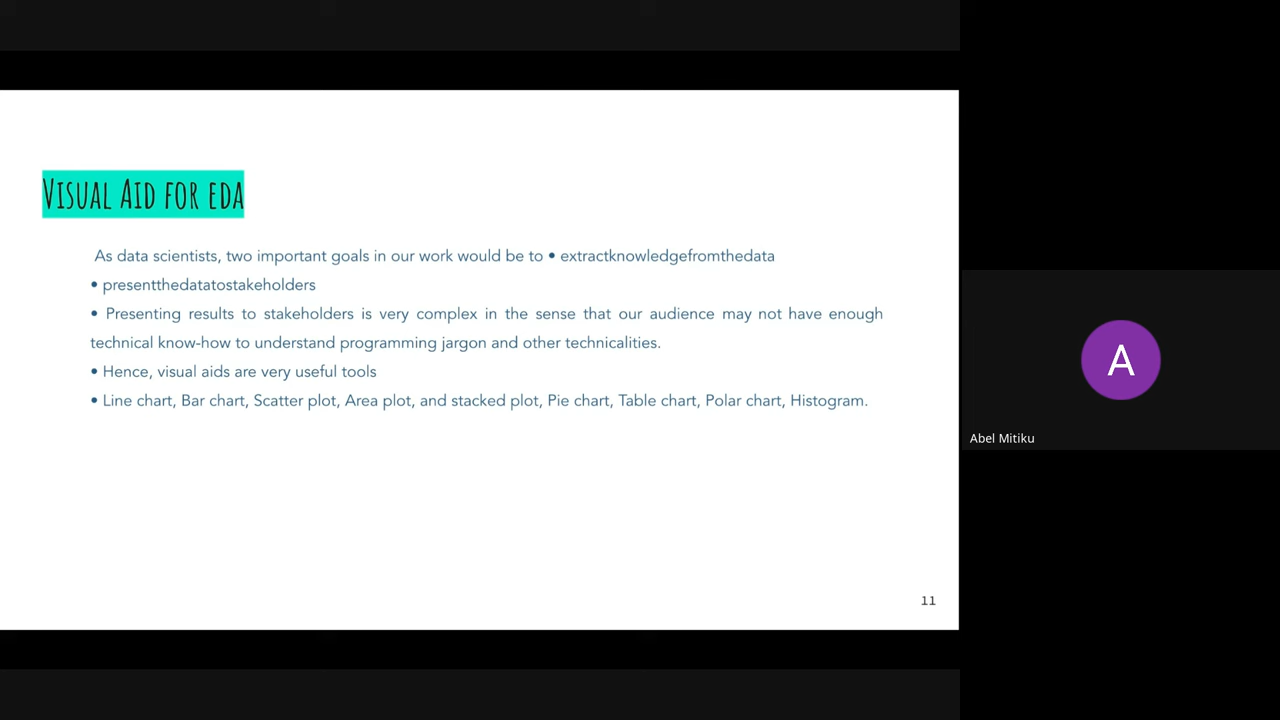 Visual Aid for eda
As data scientists, two important goals in our work would be to • extractknowledgefromthedata
• presentthedatatostakeholders
• Presenting results to stakeholders is very complex in the sense that our audience may not have enough
technical know-how to understand programming jargon and other technicalities.
• Hence, visual aids are very useful tools
• Line chart, Bar chart, Scatter plot, Area plot, and stacked plot, Pie chart, Table chart, Polar chart, Histogram.
11
A
Abel Mitiku